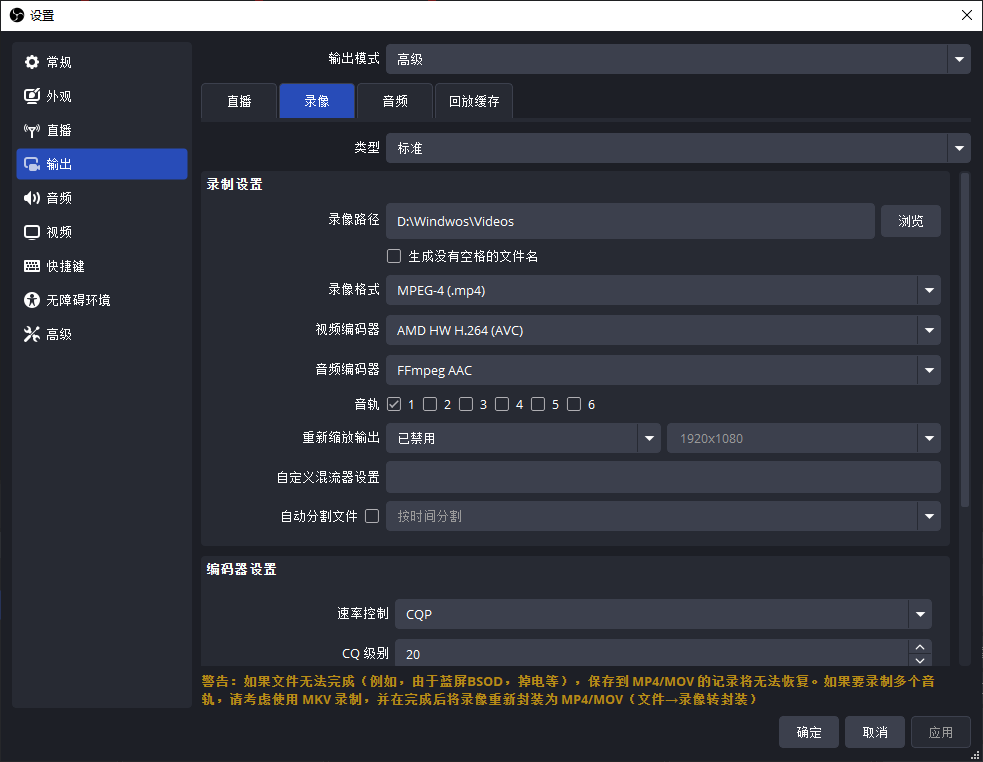 设置
常规
外观
直播
输出
音频
视频
快捷键
无障碍环境
高级
输出模式 高级
直播 录像 音频 回放缓存
类型 标准
录制设置
录像路径 D:\Windwos\Videos 浏览
生成没有空格的文件名
录像格式 MPEG-4 (.mp4)
视频编码器 AMD HW H.264 (AVC)
音频编码器 FFmpeg AAC
音轨 1 2 3 4 5 6
重新缩放输出 已禁用 1920x1080
自定义混流器设置
自动分割文件 按时间分割
编码器设置
速率控制 CQP
CQ 级别 20
警告：如果文件无法完成（例如，由于蓝屏BSOD，掉电等），保存到 MP4/MOV 的记录将无法恢复。如果要录制多个音
轨，请考虑使用 MKV 录制，并在完成后将录像重新封装为 MP4/MOV（文件→录像转封装）
确定 取消 应用